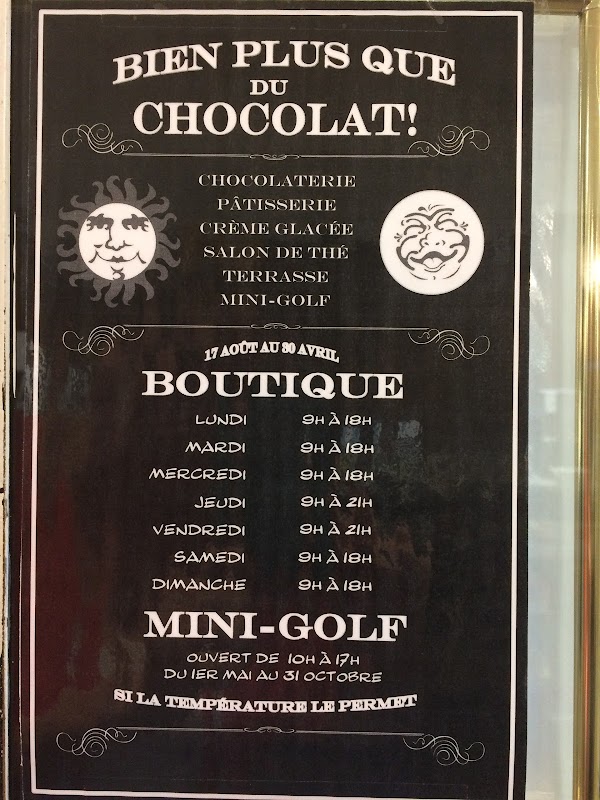 BIEN PLUS QUE
DU
CHOCOLAT!
CHOCOLATERIE
PÂTISSERIE
CRÈME GLACÉE
SALON DE THÉ
TERRASSE
MINI-GOLF
17 AOÛT AU 30 AVRIL
BOUTIQUE
LUNDI 9H À 18H
MARDI 9H À 18H
MERCREDI 9H À 18H
JEUDI 9H À 21H
VENDREDI 9H À 21H
SAMEDI 9H À 18H
DIMANCHE 9H À 18H
MINI-GOLF
OUVERT DE 10H À 17H
DU 1ER MAI AU 31 OCTOBRE
SI LA TEMPÉRATURE LE PERMET